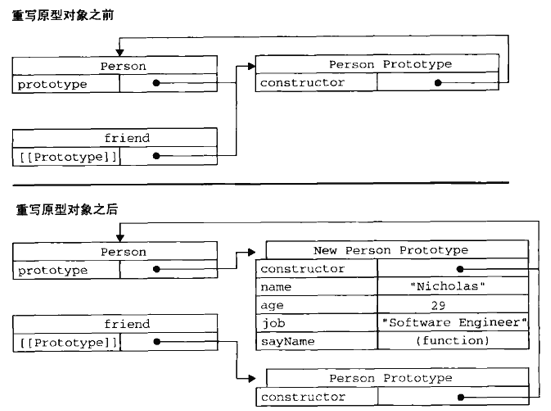 重写原型对象之前
Person
prototype
Person Prototype
constructor
friend
[[Prototype]]
重写原型对象之后
Person
prototype
New Person Prototype
constructor
name "Nicholas"
age 29
job "Software Engineer"
sayName (function)
friend
[[Prototype]]
Person Prototype
constructor